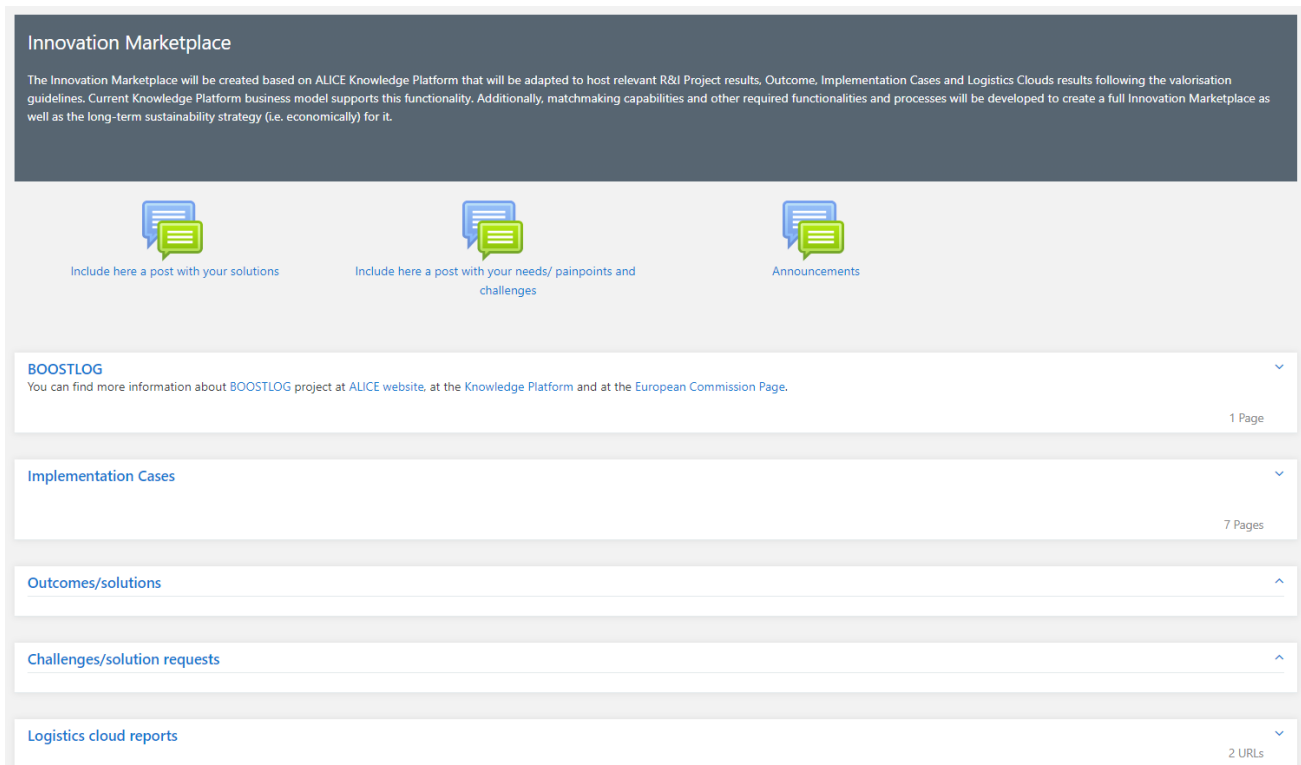 Innovation Marketplace
The Innovation Marketplace will be created based on ALICE Knowledge Platform that will be adapted to host relevant R&I Project results, Outcome, Implementation Cases and Logistics Clouds results following the valorisation
guidelines. Current Knowledge Platform business model supports this functionality. Additionally, matchmaking capabilities and other required functionalities and processes will be developed to create a full Innovation Marketplace as
well as the long-term sustainability strategy (i.e. economically) for it.
Include here a post with your solutions
Include here a post with your needs/ painpoints and
challenges
Announcements
BOOSTLOG
You can find more information about BOOSTLOG project at ALICE website, at the Knowledge Platform and at the European Commission Page.
1 Page
Implementation Cases
7 Pages
Outcomes/solutions
Challenges/solution requests
Logistics cloud reports
2 URLs